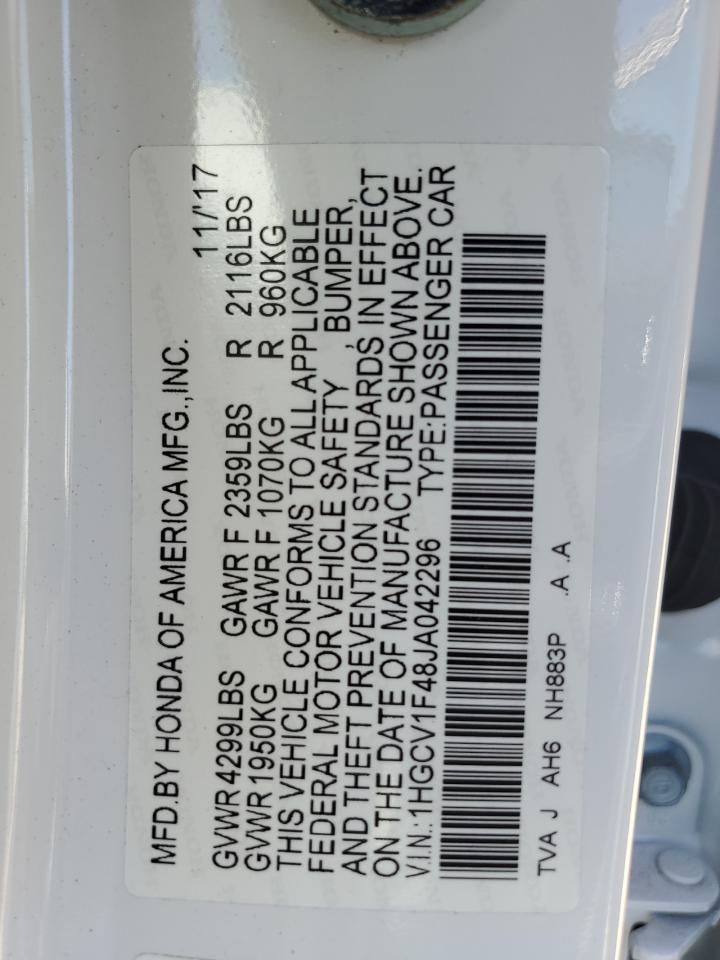 MFD.BY HONDA OF AMERICA MFG.,INC. 11/'17
GVWR 4299LBS GAWR F 2359LBS R 2116LBS
GVWR 1950KG GAWR F 1070KG R 960KG
THIS VEHICLE CONFORMS TO ALL APPLICABLE
FEDERAL MOTOR VEHICLE SAFETY , BUMPER,
AND THEFT PREVENTION STANDARDS IN EFFECT
ON THE DATE OF MANUFACTURE SHOWN ABOVE.
V.I.N.:1HGCV1F48JA042296 TYPE:PASSENGER CAR
TVA J AH6 NH883P .A .A